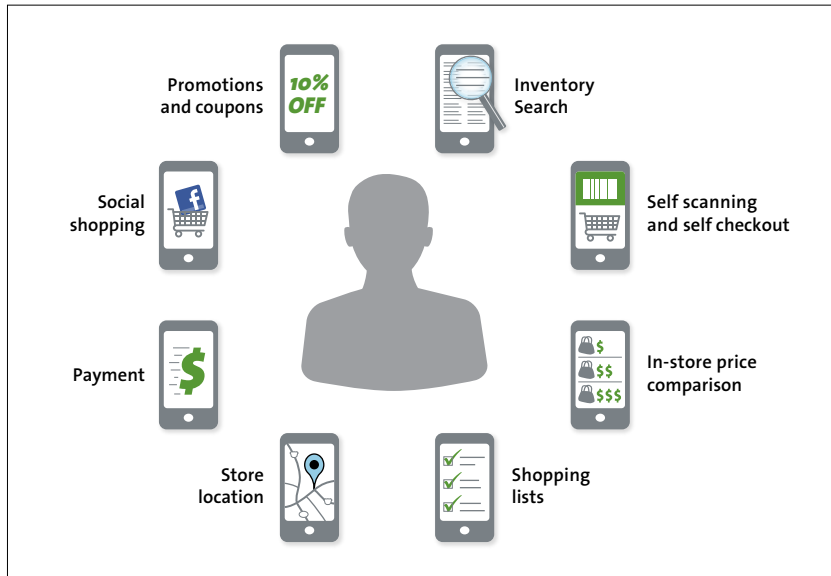 Promotions
and coupons
10%
OFF
Inventory
Search
Social
shopping
f
Self scanning
and self checkout
Payment
$
In-store price
comparison
$
$$
$$$
Store
location
Shopping
lists